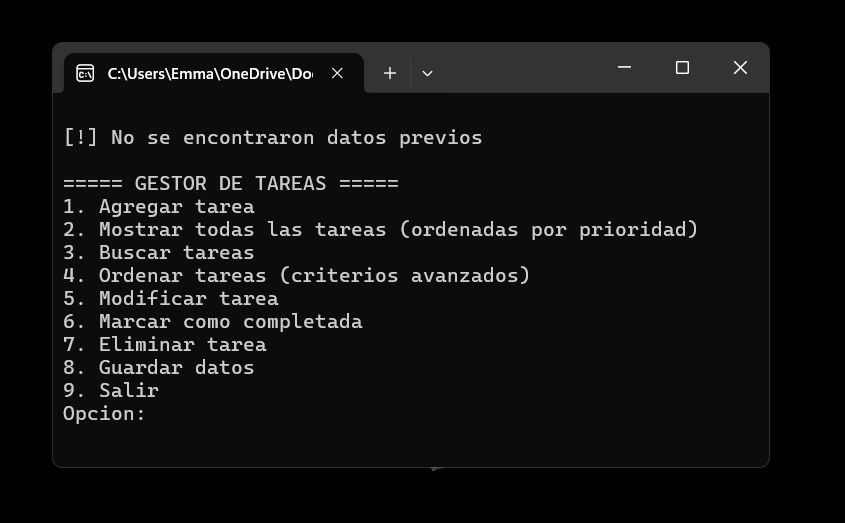 C:\Users\Emma\OneDrive\Do
[!] No se encontraron datos previos
===== GESTOR DE TAREAS =====
1. Agregar tarea
2. Mostrar todas las tareas (ordenadas por prioridad)
3. Buscar tareas
4. Ordenar tareas (criterios avanzados)
5. Modificar tarea
6. Marcar como completada
7. Eliminar tarea
8. Guardar datos
9. Salir
Opcion: